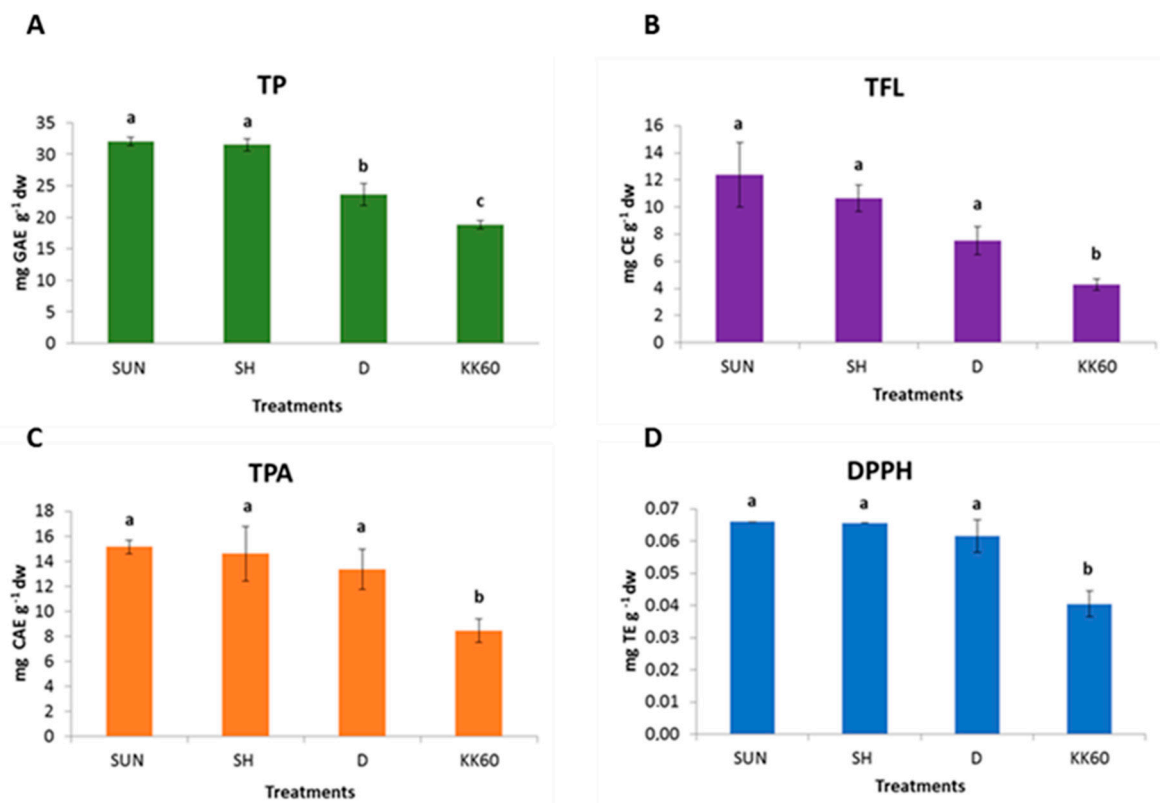 A
TP
mg GAE g-1 dw
35
30
25
20
15
10
5
0
a
a
b
c
SUN SH D KK60
Treatments
B
TFL
mg CE g-1 dw
16
14
12
10
8
6
4
2
0
a
a
a
b
SUN SH D KK60
Treatments
C
TPA
mg CAE g-1 dw
18
16
14
12
10
8
6
4
2
0
a
a
a
b
SUN SH D KK60
Treatments
D
DPPH
mg TE g-1 dw
0.07
0.06
0.05
0.04
0.03
0.02
0.01
0.00
a
a
a
b
SUN SH D KK60
Treatments